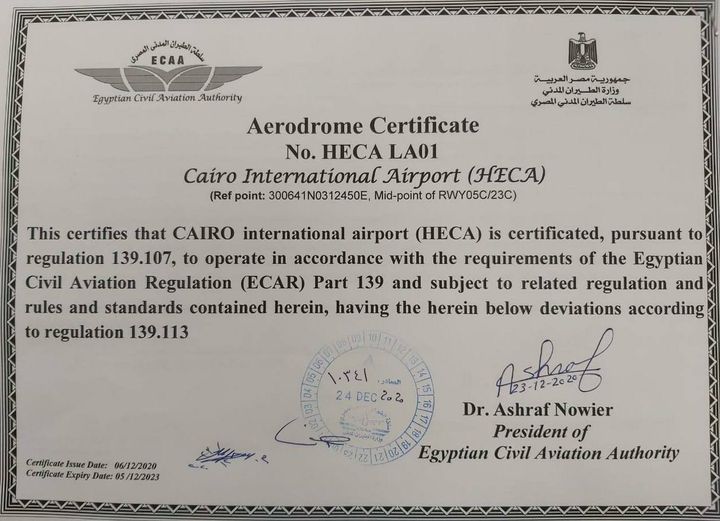 سلطة الطيران المدني المصري
ECAA
Egyptian Civil Aviation Authority
جمهورية مصر العربية
وزارة الطيران المدني
سلطة الطيران المدني المصري
Aerodrome Certificate
No. HECA LA01
Cairo International Airport (HECA)
(Ref point: 300641N0312450E, Mid-point of RWY05C/23C)
This certifies that CAIRO international airport (HECA) is certificated, pursuant to
regulation 139.107, to operate in accordance with the requirements of the Egyptian
Civil Aviation Regulation (ECAR) Part 139 and subject to related regulation and
rules and standards contained herein, having the herein below deviations according
to regulation 139.113
الصادر
١٠٣٤١
24 DEC 2020
Ashraf
23-12-2020
Dr. Ashraf Nowier
President of
Egyptian Civil Aviation Authority
Certificate Issue Date: 06/12/2020
Certificate Expiry Date: 05/12/2023